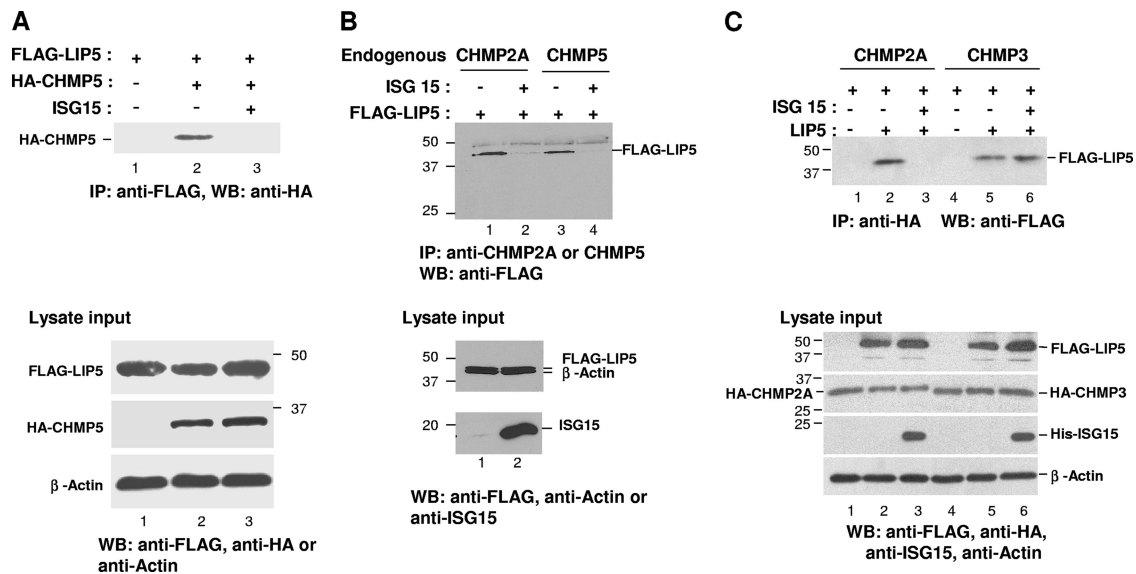 A
FLAG-LIP5 : + + +
HA-CHMP5 : - + +
ISG15 : - - +
HA-CHMP5
1 2 3
IP: anti-FLAG, WB: anti-HA
Lysate input
FLAG-LIP5
50
HA-CHMP5
37
β-Actin
1 2 3
WB: anti-FLAG, anti-HA or
anti-Actin
B
Endogenous CHMP2A CHMP5
ISG 15 : - + - +
FLAG-LIP5 : + + + +
50
37
25
FLAG-LIP5
1 2 3 4
IP: anti-CHMP2A or CHMP5
WB: anti-FLAG
Lysate input
50
37
FLAG-LIP5
β-Actin
20
ISG15
1 2
WB: anti-FLAG, anti-Actin or
anti-ISG15
C
CHMP2A CHMP3
+ + + + + +
ISG 15 : - - + - - +
LIP5 : - + + - + +
50
37
FLAG-LIP5
1 2 3 4 5 6
IP: anti-HA WB: anti-FLAG
Lysate input
50
37
FLAG-LIP5
37
HA-CHMP2A
25
HA-CHMP3
25
His-ISG15
β-Actin
1 2 3 4 5 6
WB: anti-FLAG, anti-HA,
anti-ISG15, anti-Actin